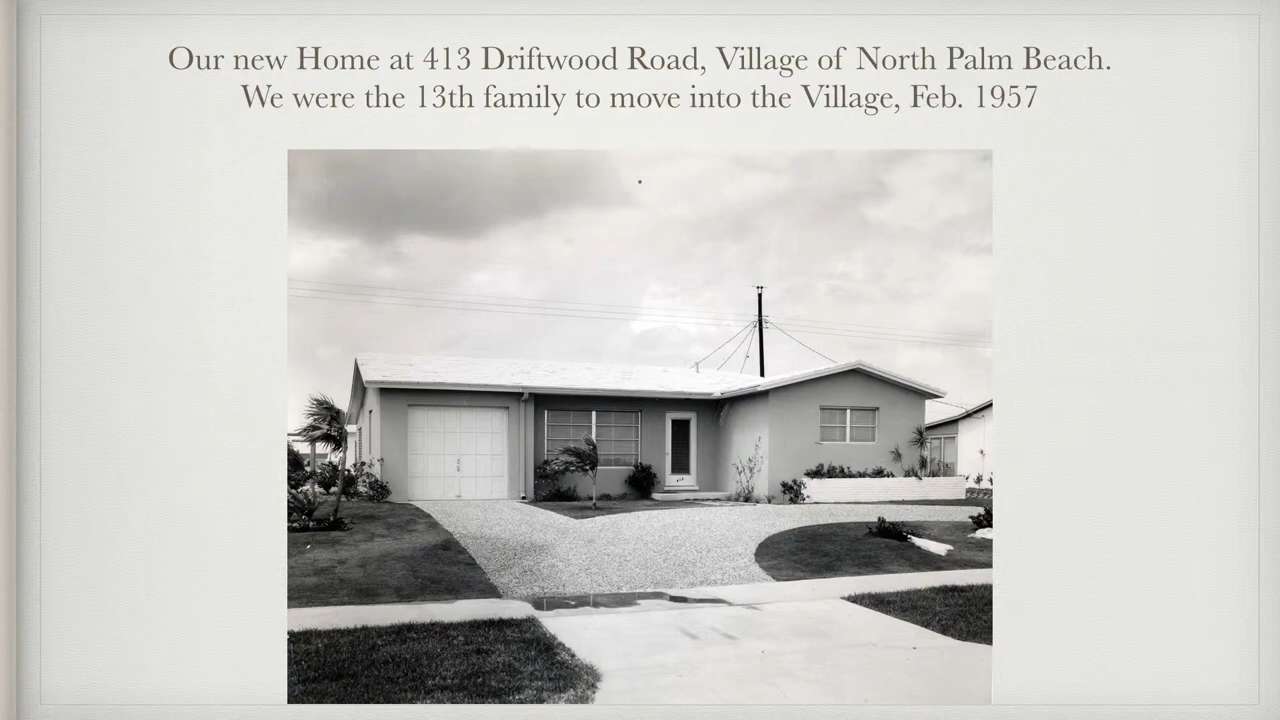 Our new Home at 413 Driftwood Road, Village of North Palm Beach.
We were the 13th family to move into the Village, Feb. 1957